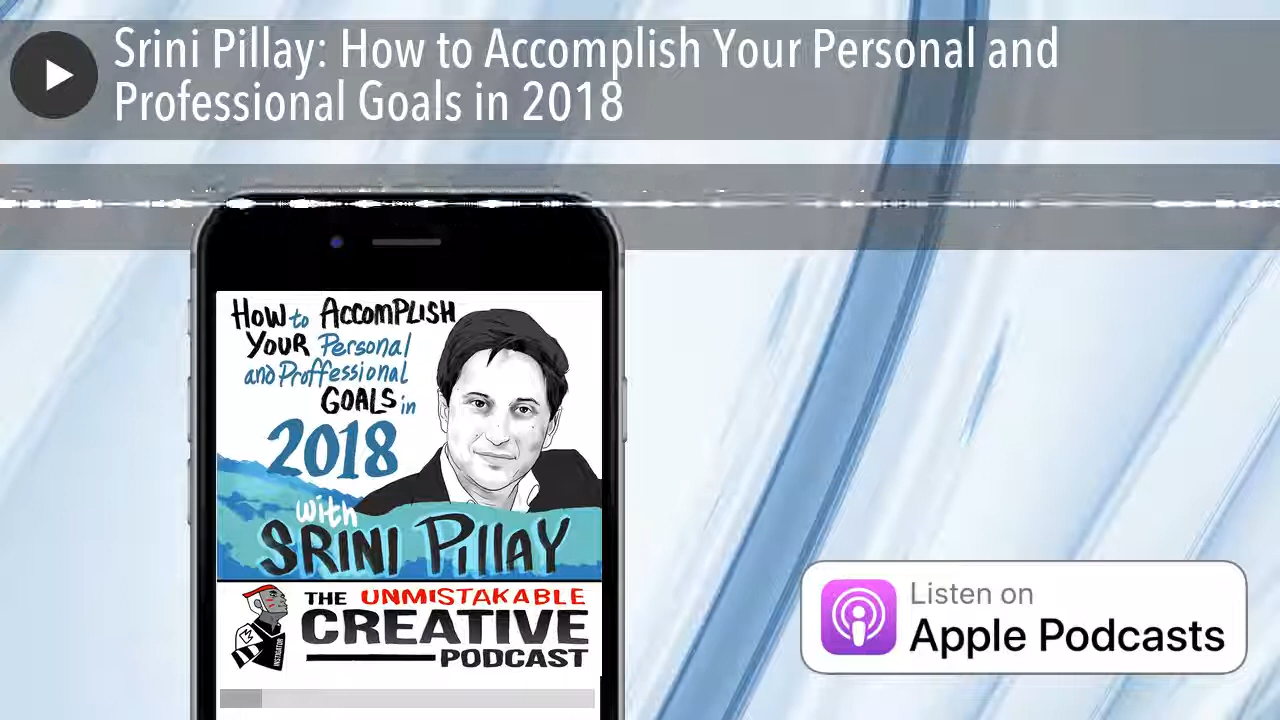 Srini Pillay: How to Accomplish Your Personal and
Professional Goals in 2018
HOW to ACCOMPLISH
YOUR Personal
and Proffessional
GOALS in
2018
with
SRINI PILLAY
THE UNMISTAKABLE
CREATIVE
PODCAST
INSTIGATOR
Listen on
Apple Podcasts